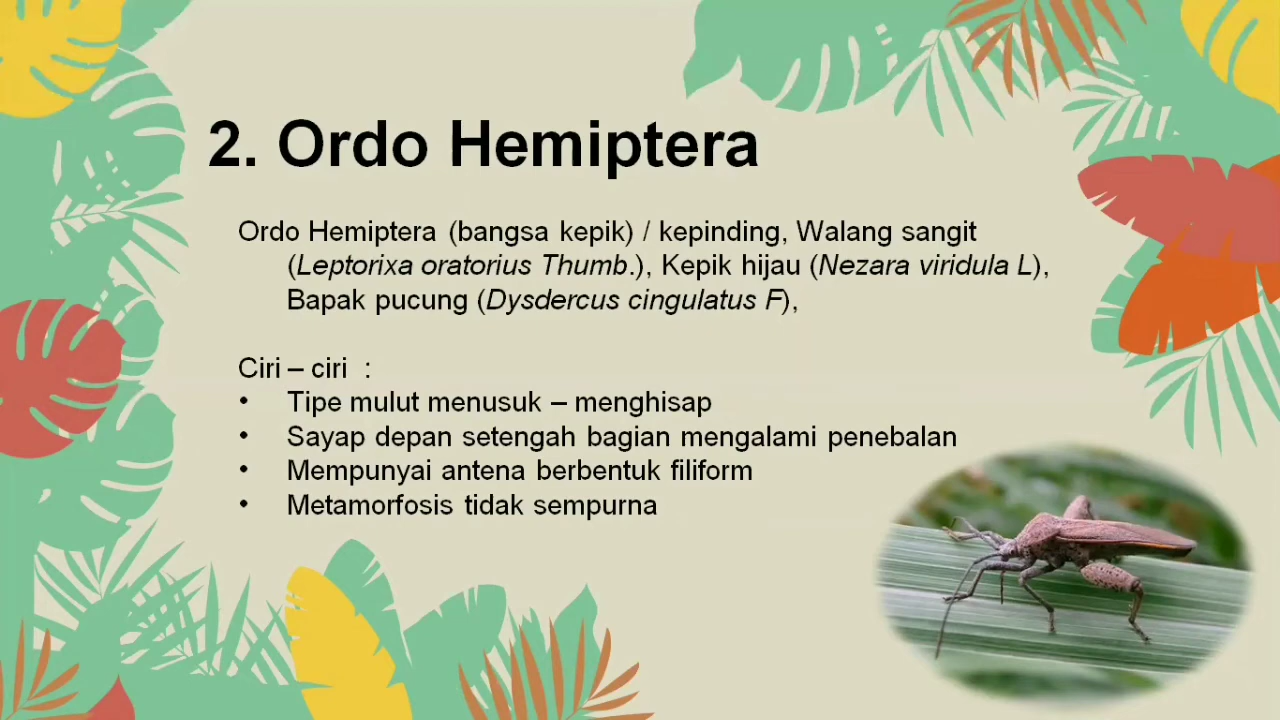 2. Ordo Hemiptera
Ordo Hemiptera (bangsa kepik) / kepinding, Walang sangit
(Leptorixa oratorius Thumb.), Kepik hijau (Nezara viridula L),
Bapak pucung (Dysdercus cingulatus F),
Ciri – ciri :
• Tipe mulut menusuk – menghisap
• Sayap depan setengah bagian mengalami penebalan
• Mempunyai antena berbentuk filiform
• Metamorfosis tidak sempurna